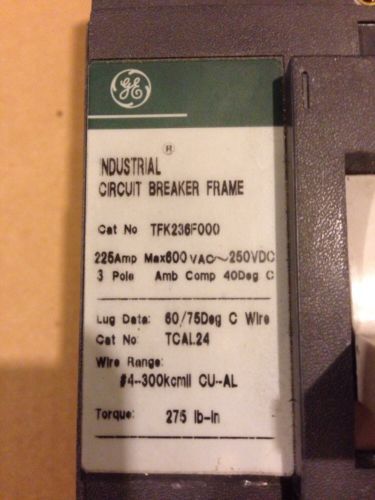 GE
®
INDUSTRIAL
CIRCUIT BREAKER FRAME
Cat No TFK236F000
225Amp Max600 VAC~250VDC
3 Pole Amb Comp 40Deg C
Lug Data: 60/75Deg C Wire
Cat No: TCAL24
Wire Range:
#4-300kcmil CU-AL
Torque: 275 lb-in